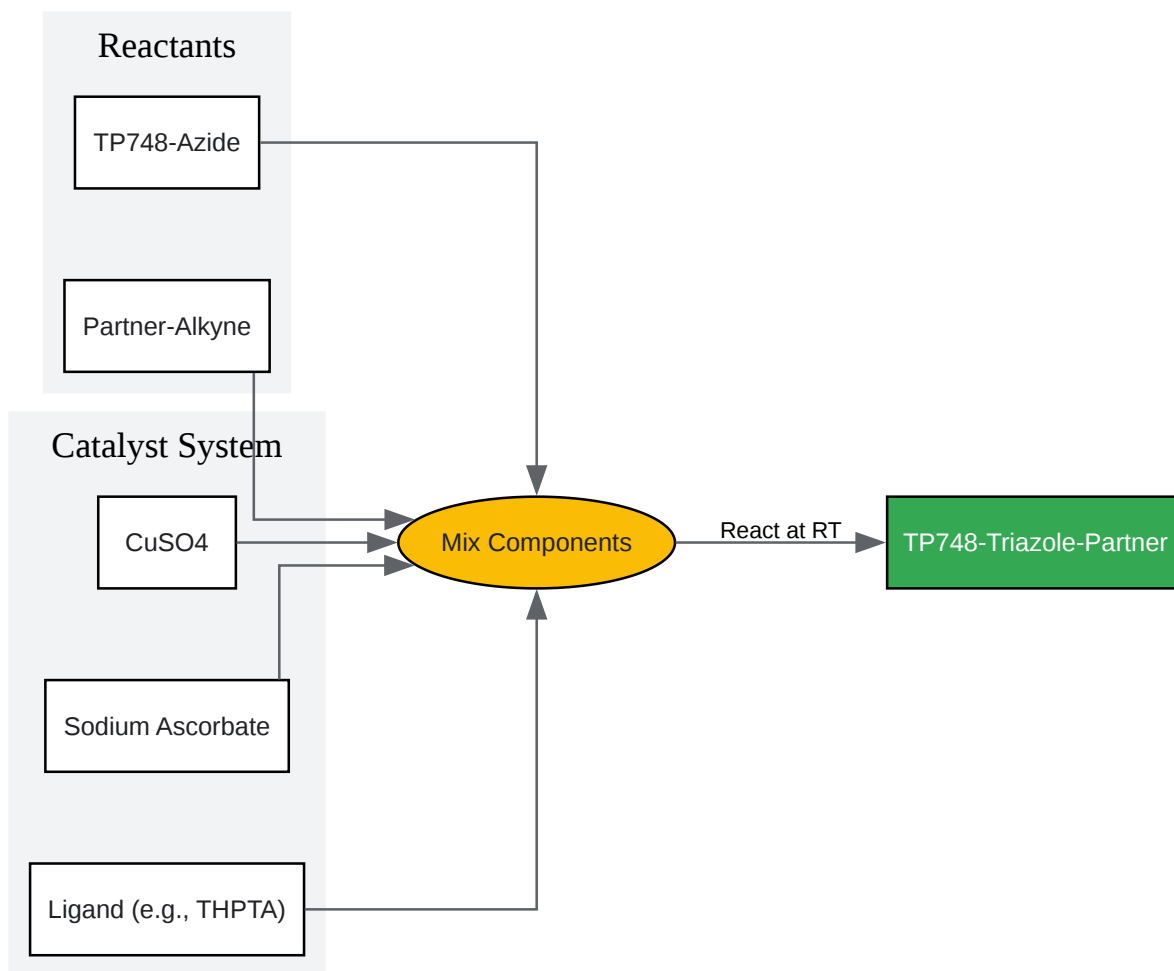 Reactants
TP748-Azide
Partner-Alkyne
Catalyst System
CuSO4
Mix Components
React at RT
TP748-Triazole-Partner
Sodium Ascorbate
Ligand (e.g., THPTA)